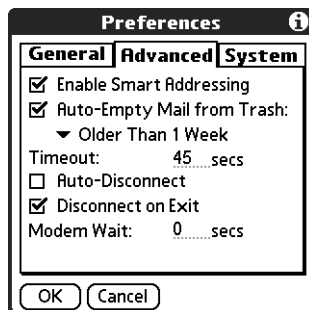 Preferences
General Advanced System
Enable Smart Addressing
Auto-Empty Mail from Trash:
Older Than 1 Week
Timeout: 45 secs
Auto-Disconnect
Disconnect on Exit
Modem Wait: 0 secs
OK Cancel